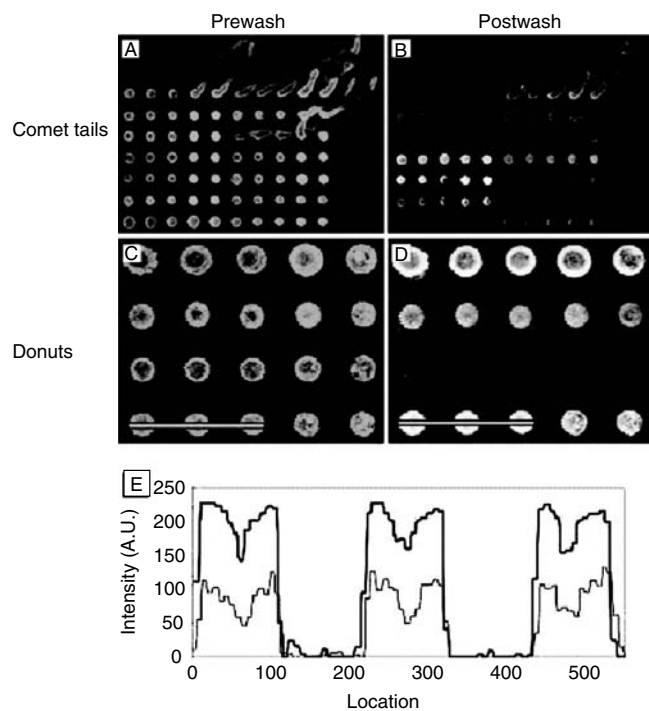 Prewash Postwash
A B
Comet tails
C D
Donuts
E
250
200
150
100
50
0
Intensity (A.U.)
0 100 200 300 400 500
Location